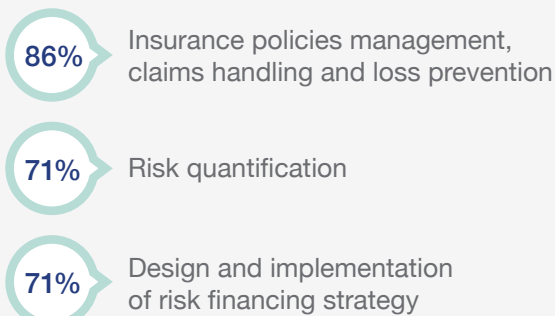 86%
Insurance policies management,
claims handling and loss prevention
71%
Risk quantification
71%
Design and implementation
of risk financing strategy